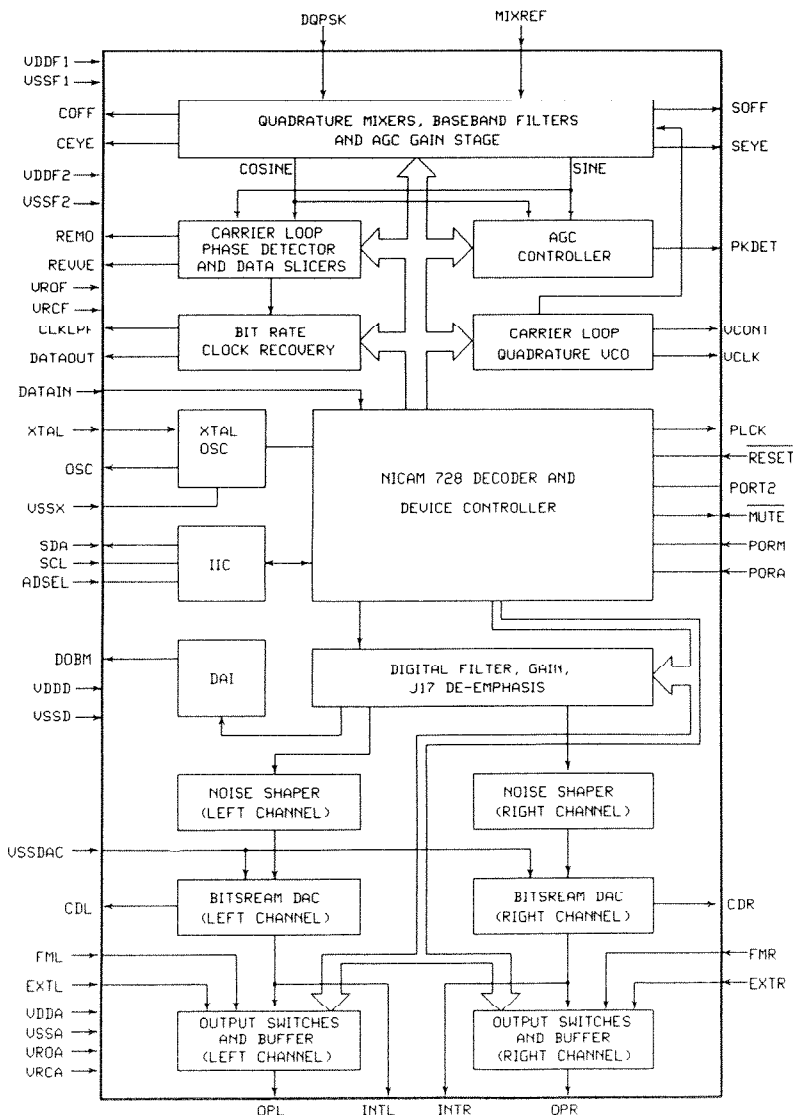 DQPSK MIXREF
VDDF1
VSSF1
COFF
QUADRATURE MIXERS, BASEBAND FILTERS
AND AGC GAIN STAGE
SOFF
CEYE
SEYE
COSINE
SINE
VDDF2
VSSF2
REMO
CARRIER LOOP
PHASE DETECTOR
AND DATA SLICERS
AGC
CONTROLLER
PKDET
REVVE
VROF
VRCF
CLKLPF
BIT RATE
CLOCK RECOVERY
CARRIER LOOP
QUADRATURE VCO
VCONT
DATAOUT
VCLK
DATAIN
XTAL
XTAL
OSC
PLCK
OSC
NICAM 728 DECODER AND
DEVICE CONTROLLER
RESET
PORT2
VSSX
MUTE
SDA
SCL
ADSEL
IIC
PORM
PORA
DOBM
DAI
DIGITAL FILTER, GAIN,
J17 DE-EMPHASIS
VDDD
VSSD
NOISE SHAPER
(LEFT CHANNEL)
NOISE SHAPER
(RIGHT CHANNEL)
VSSDAC
CDL
BITSREAM DAC
(LEFT CHANNEL)
BITSREAM DAC
(RIGHT CHANNEL)
CDR
FML
FMR
EXTL
EXTR
VDDA
VSSA
VROA
VRCA
OUTPUT SWITCHES
AND BUFFER
(LEFT CHANNEL)
OUTPUT SWITCHES
AND BUFFER
(RIGHT CHANNEL)
OPL INTL INTR OPR